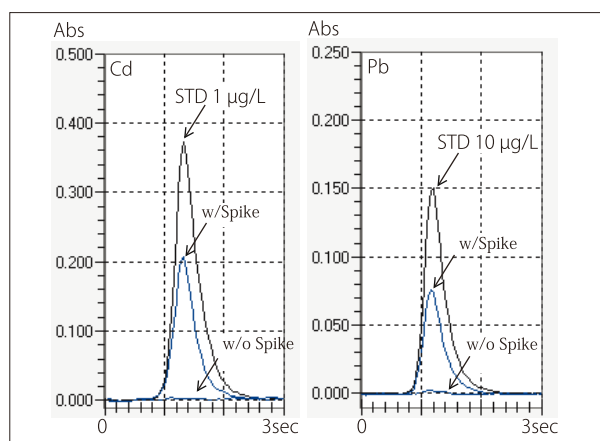 Abs
0.500
Cd
STD 1 µg/L
0.400
0.300
w/Spike
0.200
0.100
w/o Spike
0.000
0
3sec
Abs
0.250
Pb
0.200
STD 10 µg/L
0.150
w/Spike
0.100
0.050
w/o Spike
0.000
0
3sec